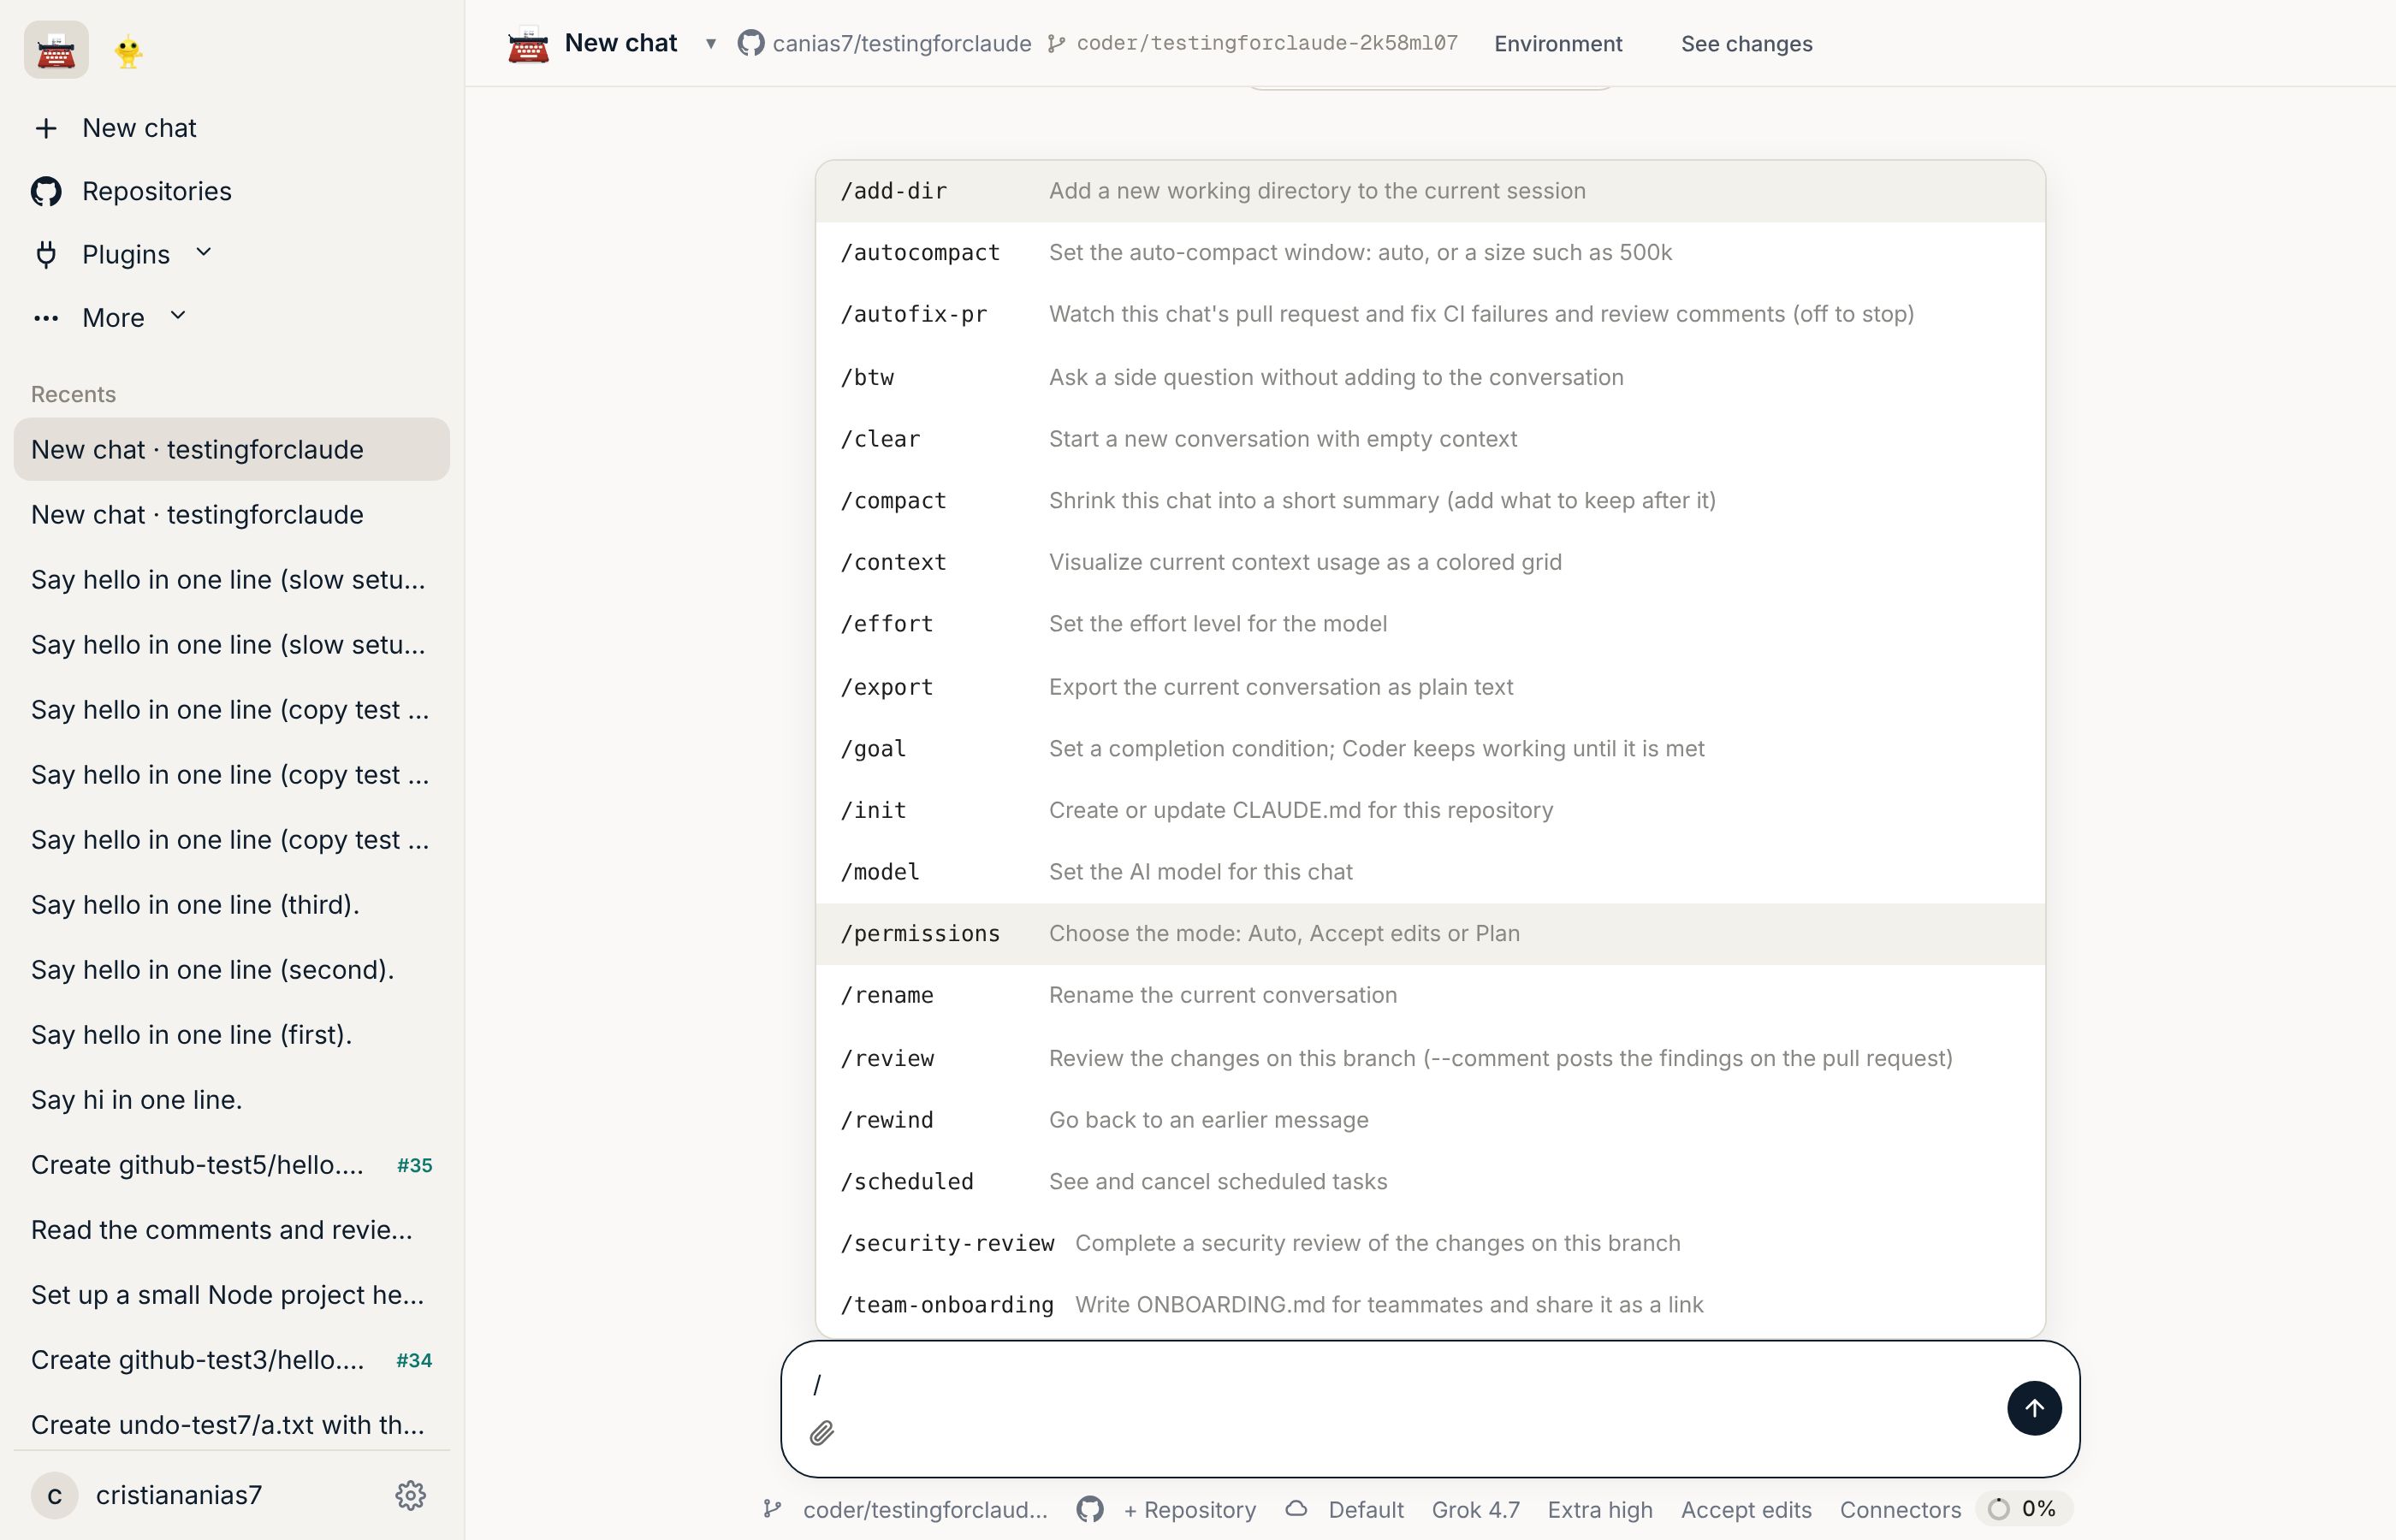 New chat
Repositories
Plugins
More
Recents
New chat · testingforclaude
New chat · testingforclaude
Say hello in one line (slow setu...
Say hello in one line (slow setu...
Say hello in one line (copy test ...
Say hello in one line (copy test ...
Say hello in one line (copy test ...
Say hello in one line (third).
Say hello in one line (second).
Say hello in one line (first).
Say hi in one line.
Create github-test5/hello.... #35
Read the comments and revie...
Set up a small Node project he...
Create github-test3/hello.... #34
Create undo-test7/a.txt with th...
c cristiananias7
New chat ▾ canias7/testingforclaude coder/testingforclaude-2k58ml07 Environment See changes
/add-dir Add a new working directory to the current session
/autocompact Set the auto-compact window: auto, or a size such as 500k
/autofix-pr Watch this chat's pull request and fix CI failures and review comments (off to stop)
/btw Ask a side question without adding to the conversation
/clear Start a new conversation with empty context
/compact Shrink this chat into a short summary (add what to keep after it)
/context Visualize current context usage as a colored grid
/effort Set the effort level for the model
/export Export the current conversation as plain text
/goal Set a completion condition; Coder keeps working until it is met
/init Create or update CLAUDE.md for this repository
/model Set the AI model for this chat
/permissions Choose the mode: Auto, Accept edits or Plan
/rename Rename the current conversation
/review Review the changes on this branch (--comment posts the findings on the pull request)
/rewind Go back to an earlier message
/scheduled See and cancel scheduled tasks
/security-review Complete a security review of the changes on this branch
/team-onboarding Write ONBOARDING.md for teammates and share it as a link
/
coder/testingforclaud... + Repository Default Grok 4.7 Extra high Accept edits Connectors 0%